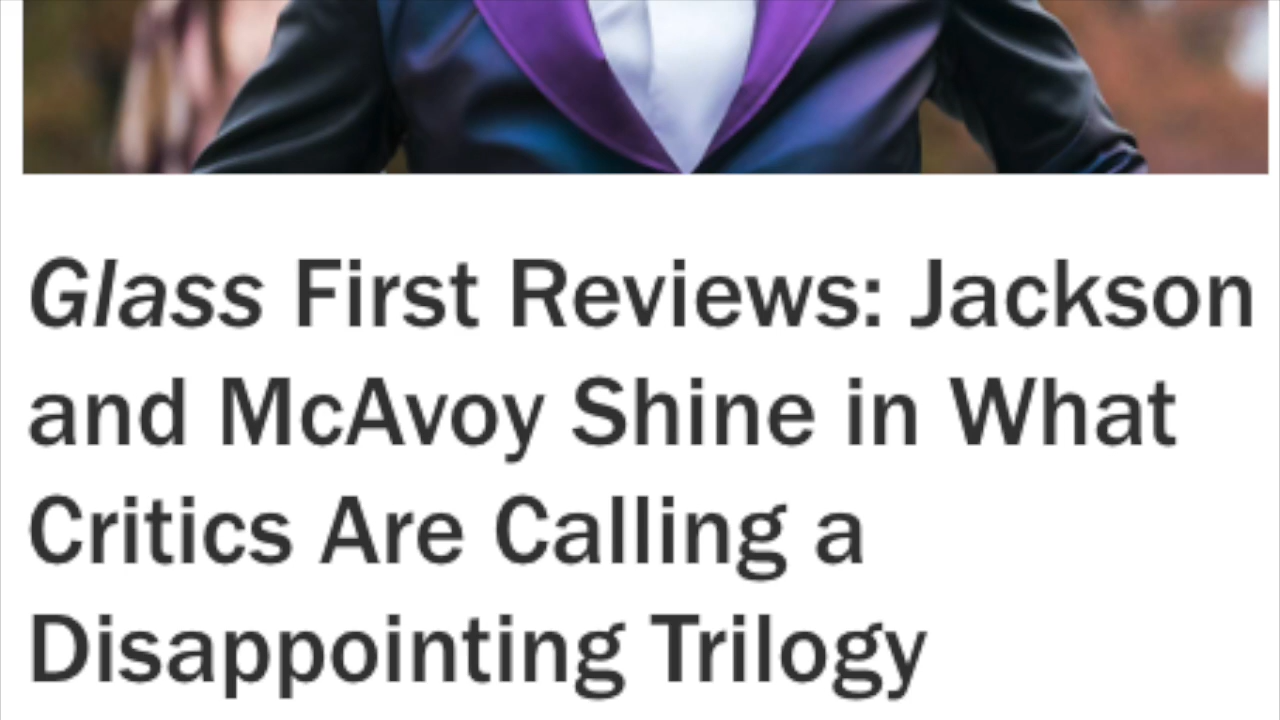 Glass First Reviews: Jackson
and McAvoy Shine in What
Critics Are Calling a
Disappointing Trilogy